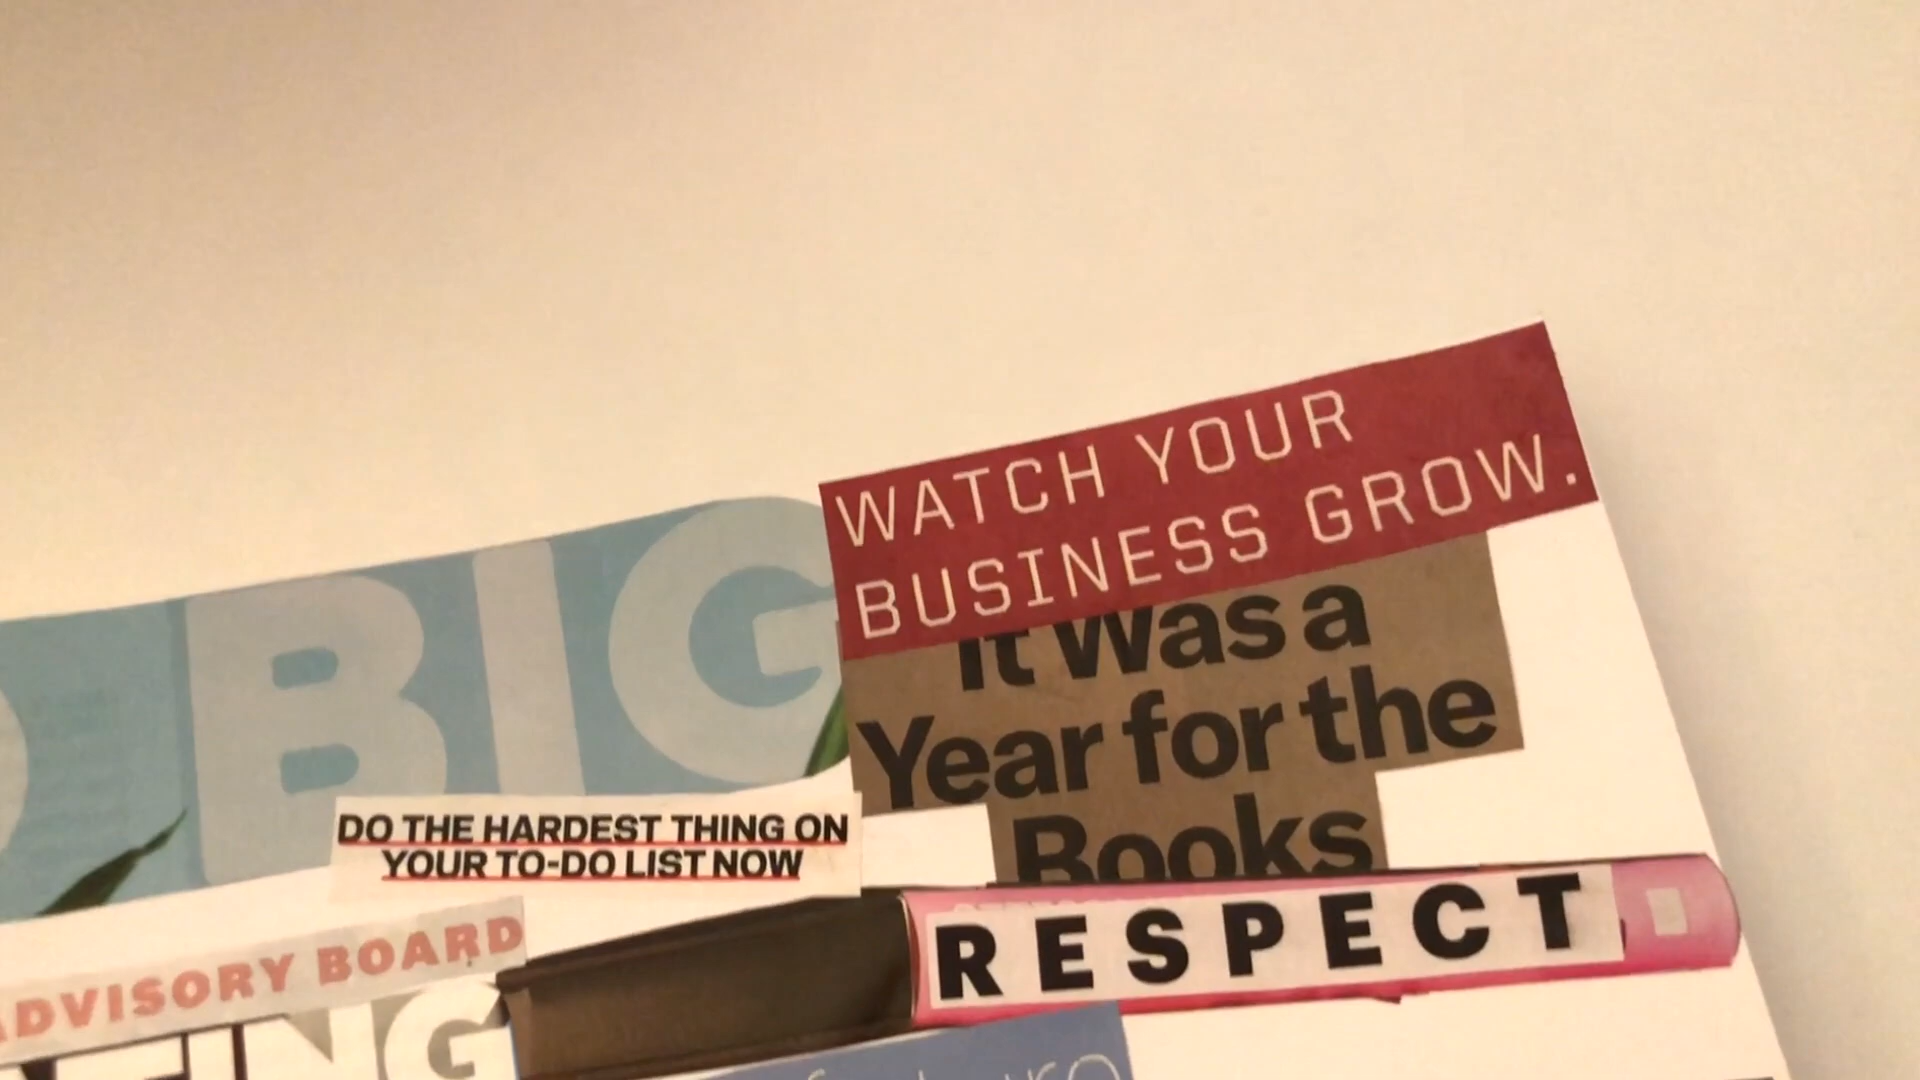 WATCH YOUR
BUSINESS GROW.
BIG
It Was a
Year for the
Books
DO THE HARDEST THING ON
YOUR TO-DO LIST NOW
RESPECT
ADVISORY BOARD